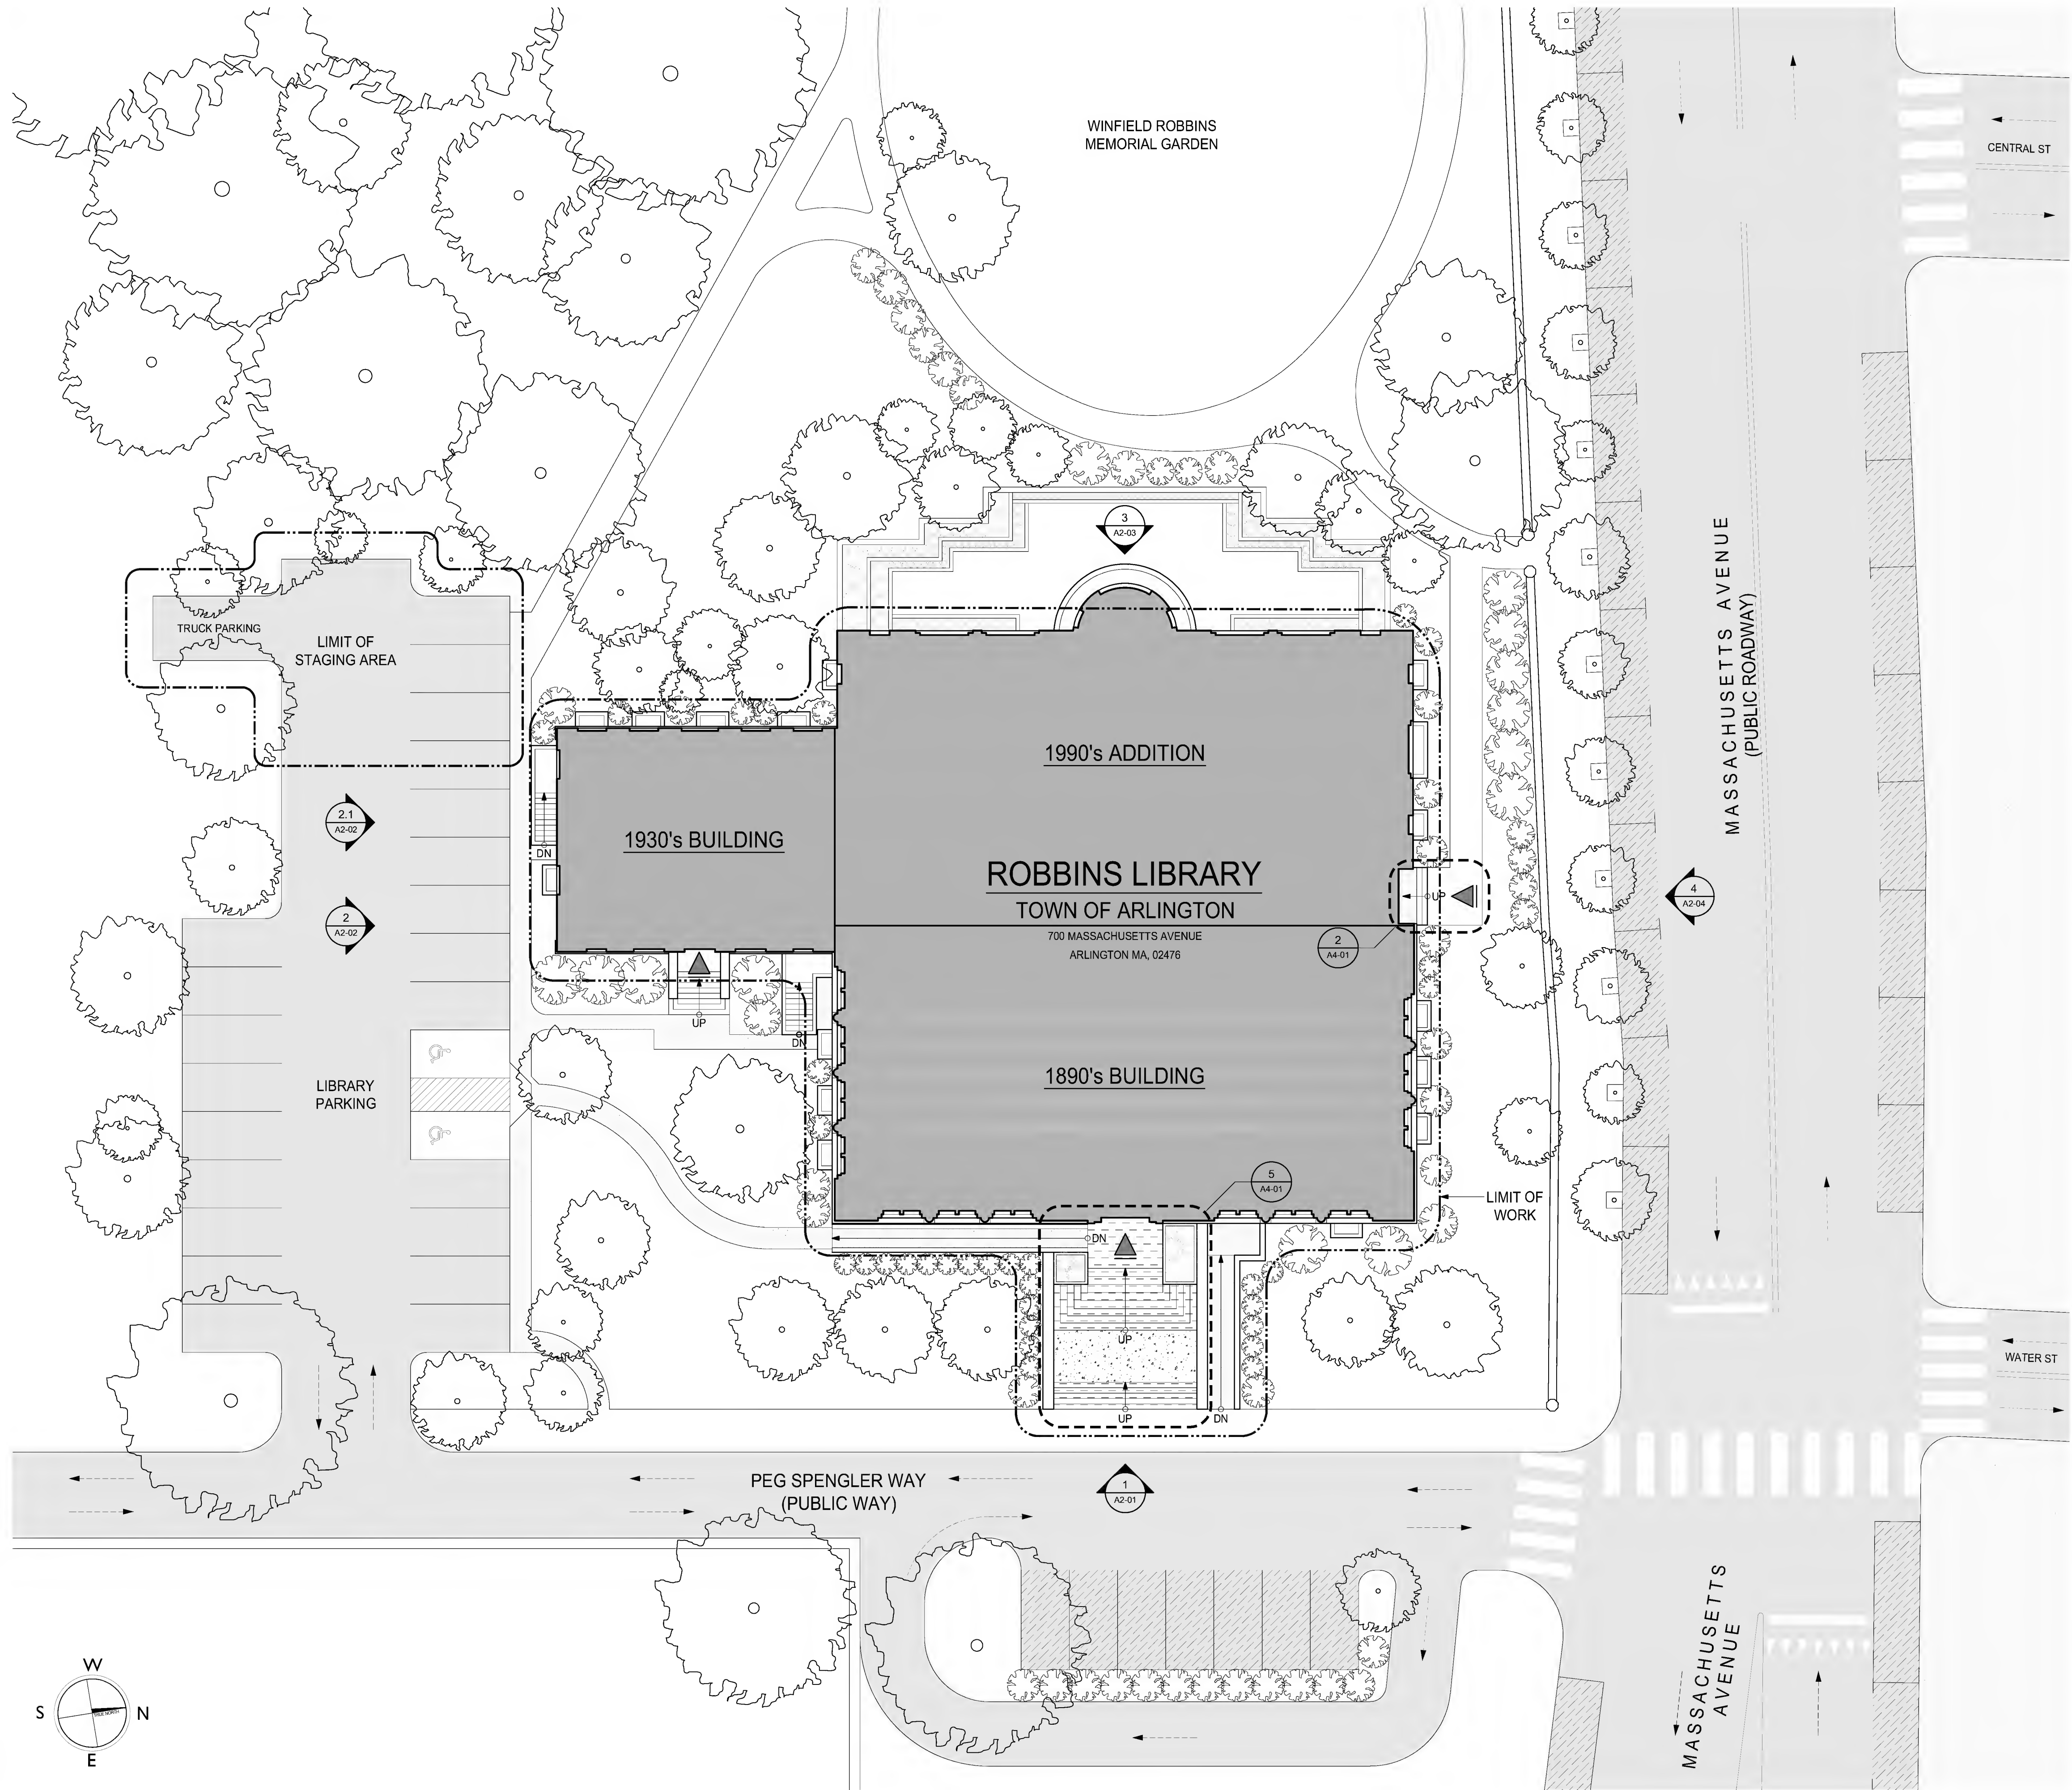 WINFIELD ROBBINS
MEMORIAL GARDEN
CENTRAL ST
3
A2-03
TRUCK PARKING
LIMIT OF
STAGING AREA
MASSACHUSETTS AVENUE
(PUBLIC ROADWAY)
1990's ADDITION
2.1
A2-02
1930's BUILDING
DN
ROBBINS LIBRARY
TOWN OF ARLINGTON
700 MASSACHUSETTS AVENUE
ARLINGTON MA, 02476
UP
4
A2-04
2
A2-02
2
A4-01
UP
DN
LIBRARY
PARKING
1890's BUILDING
5
A4-01
LIMIT OF
WORK
DN
UP
UP
DN
WATER ST
PEG SPENGLER WAY
(PUBLIC WAY)
1
A2-01
MASSACHUSETTS
AVENUE
W
S
N
E
TRUE NORTH